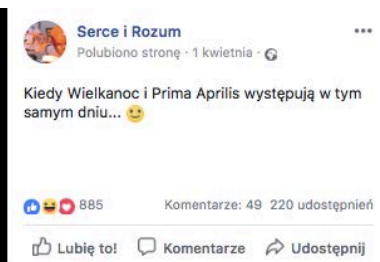 Serce i Rozum
Polubiono stronę · 1 kwietnia ·
Kiedy Wielkanoc i Prima Aprilis występują w tym
samym dniu... 😉
885 Komentarze: 49 220 udostępnień
Lubię to! Komentarze Udostępnij